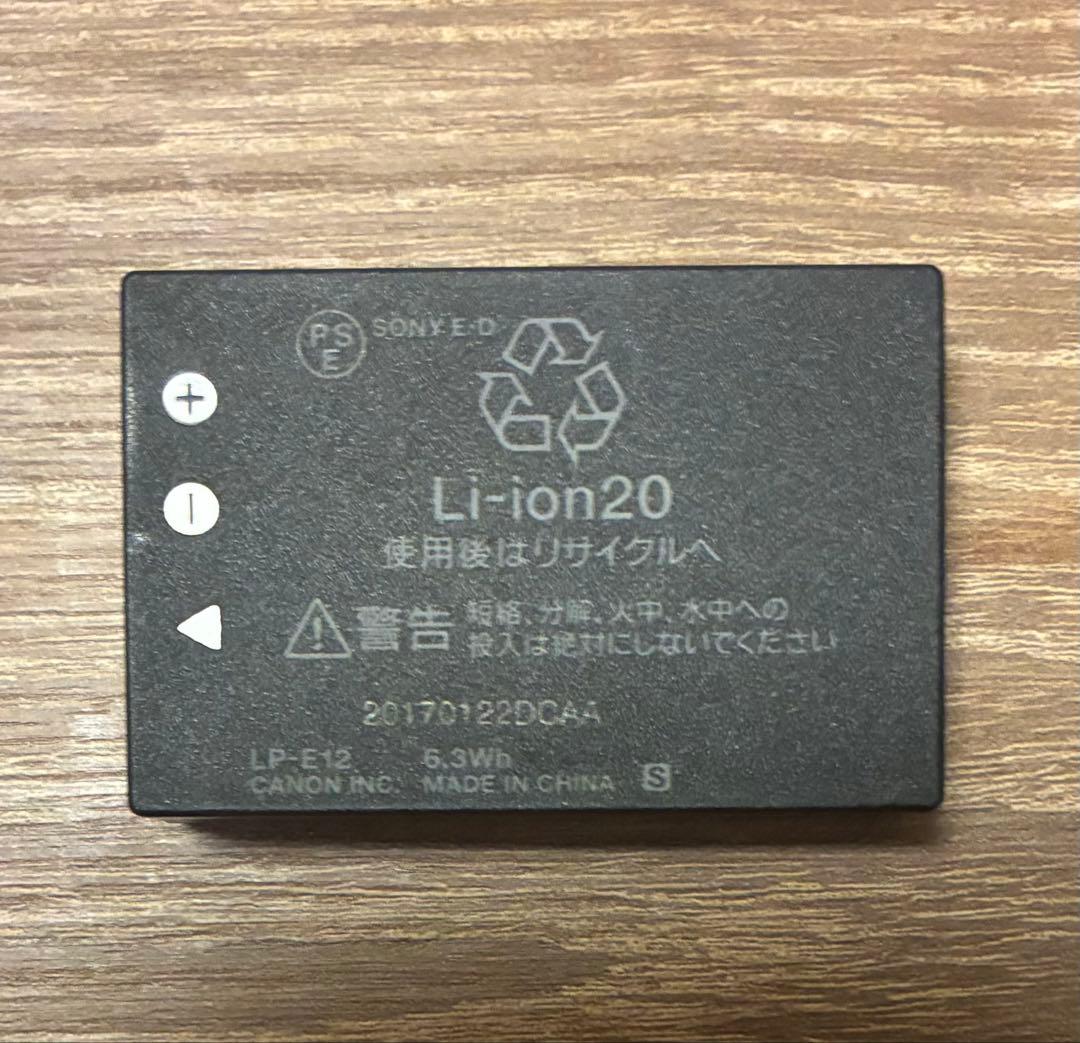 PS
E
SONY E・D
Li-ion20
使用後はリサイクルへ
警告
短絡、分解、火中、水中への
投入は絶対にしないでください
20170122DCAA
LP-E12 6.3Wh
CANON INC. MADE IN CHINA S